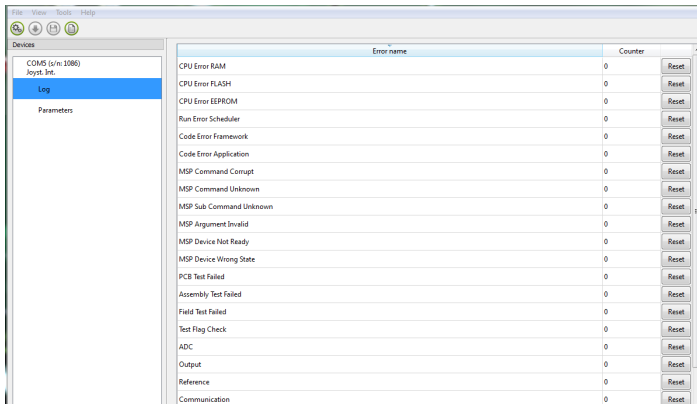 File View Tools Help
Devices
COM5 (s/n: 1086)
Joyst. Int.
Log
Parameters
Error name Counter
CPU Error RAM 0 Reset
CPU Error FLASH 0 Reset
CPU Error EEPROM 0 Reset
Run Error Scheduler 0 Reset
Code Error Framework 0 Reset
Code Error Application 0 Reset
MSP Command Corrupt 0 Reset
MSP Command Unknown 0 Reset
MSP Sub Command Unknown 0 Reset
MSP Argument Invalid 0 Reset
MSP Device Not Ready 0 Reset
MSP Device Wrong State 0 Reset
PCB Test Failed 0 Reset
Assembly Test Failed 0 Reset
Field Test Failed 0 Reset
Test Flag Check 0 Reset
ADC 0 Reset
Output 0 Reset
Reference 0 Reset
Communication 0 Reset